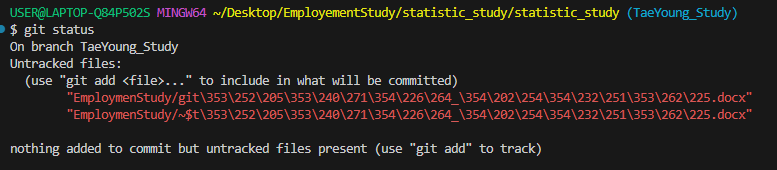 USER@LAPTOP-Q84P502S MINGW64 ~/Desktop/EmployementStudy/statistic_study/statistic_study (TaeYoung_Study)
$ git status
On branch TaeYoung_Study
Untracked files:
  (use "git add <file>..." to include in what will be committed)
        "EmploymenStudy/git\353\252\205\353\240\271\354\226\264_\354\202\254\354\232\251\353\262\225.docx"
        "EmploymenStudy/~$t\353\252\205\353\240\271\354\226\264_\354\202\254\354\232\251\353\262\225.docx"

nothing added to commit but untracked files present (use "git add" to track)